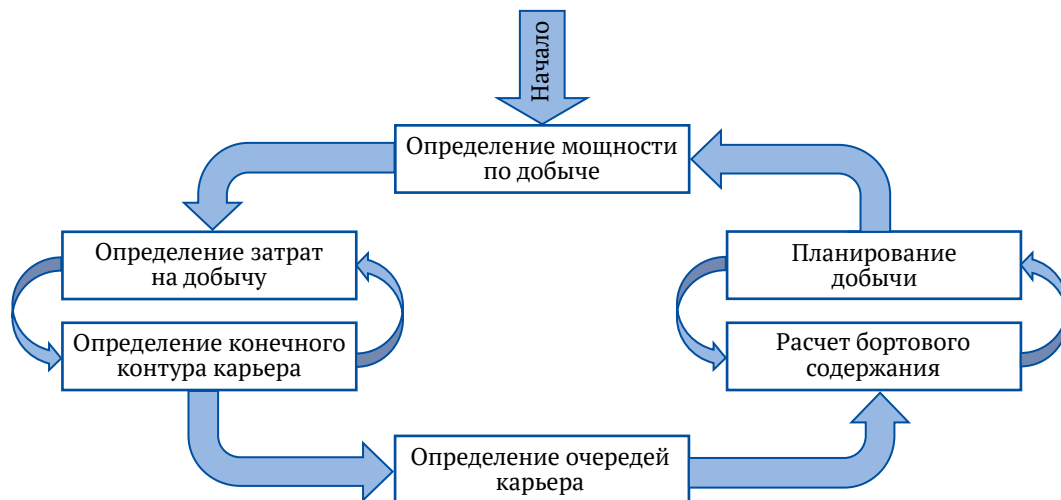 Начало
Определение мощности
по добыче
Определение затрат
на добычу
Определение конечного
контура карьера
Определение очередей
карьера
Расчет бортового
содержания
Планирование
добычи